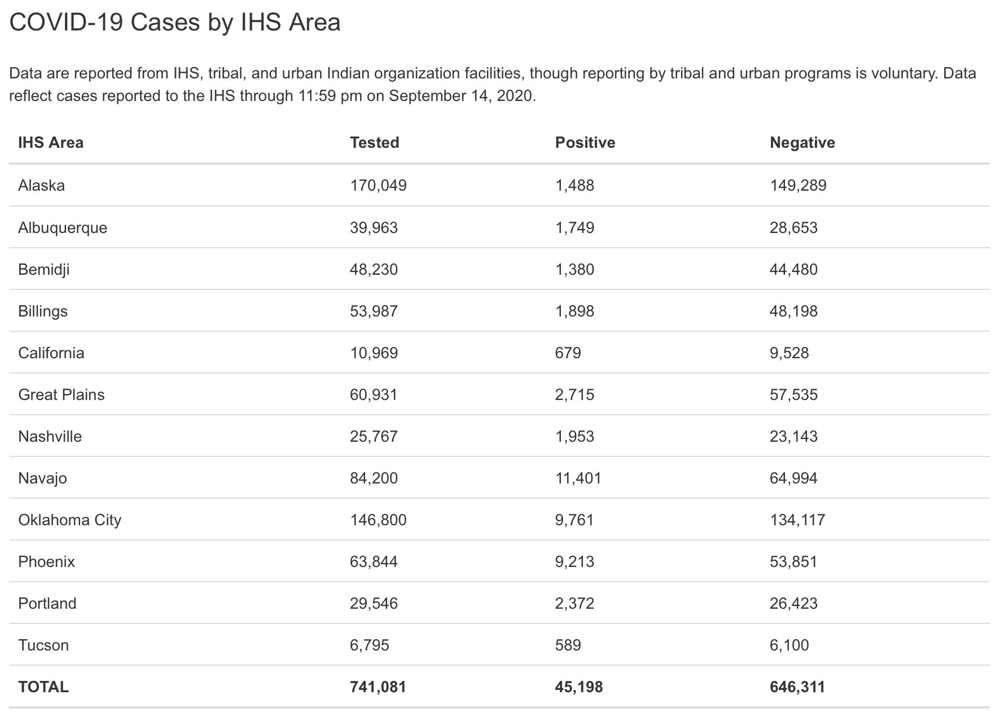 COVID-19 Cases by IHS Area
Data are reported from IHS, tribal, and urban Indian organization facilities, though reporting by tribal and urban programs is voluntary. Data
reflect cases reported to the IHS through 11:59 pm on September 14, 2020.
IHS Area Tested Positive Negative
Alaska 170,049 1,488 149,289
Albuquerque 39,963 1,749 28,653
Bemidji 48,230 1,380 44,480
Billings 53,987 1,898 48,198
California 10,969 679 9,528
Great Plains 60,931 2,715 57,535
Nashville 25,767 1,953 23,143
Navajo 84,200 11,401 64,994
Oklahoma City 146,800 9,761 134,117
Phoenix 63,844 9,213 53,851
Portland 29,546 2,372 26,423
Tucson 6,795 589 6,100
TOTAL 741,081 45,198 646,311